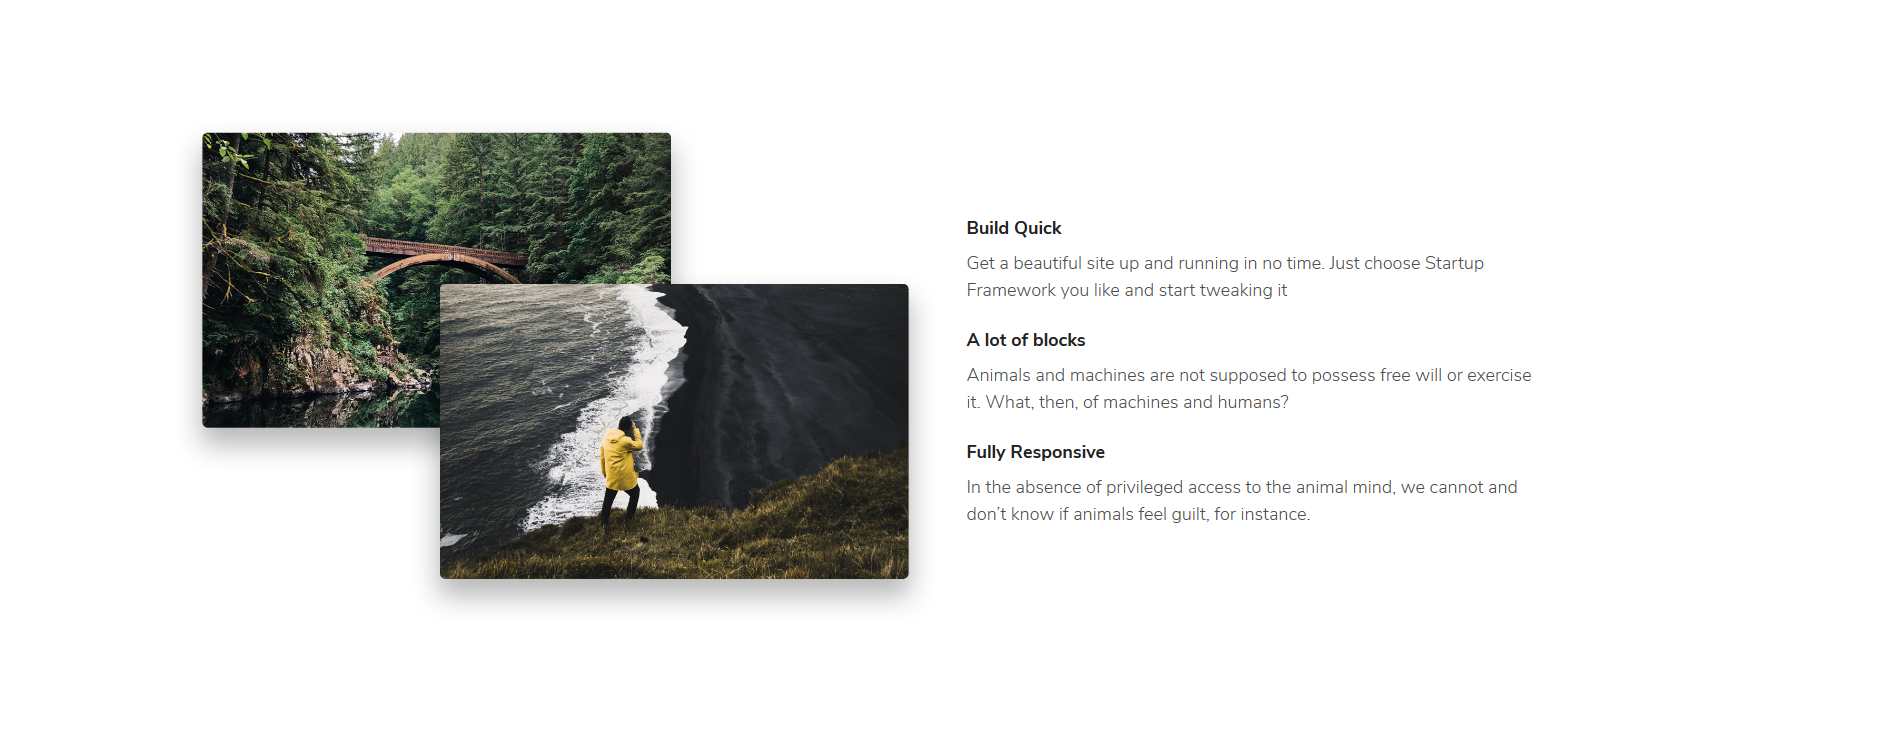 Build Quick
Get a beautiful site up and running in no time. Just choose Startup
Framework you like and start tweaking it
A lot of blocks
Animals and machines are not supposed to possess free will or exercise
it. What, then, of machines and humans?
Fully Responsive
In the absence of privileged access to the animal mind, we cannot and
don’t know if animals feel guilt, for instance.